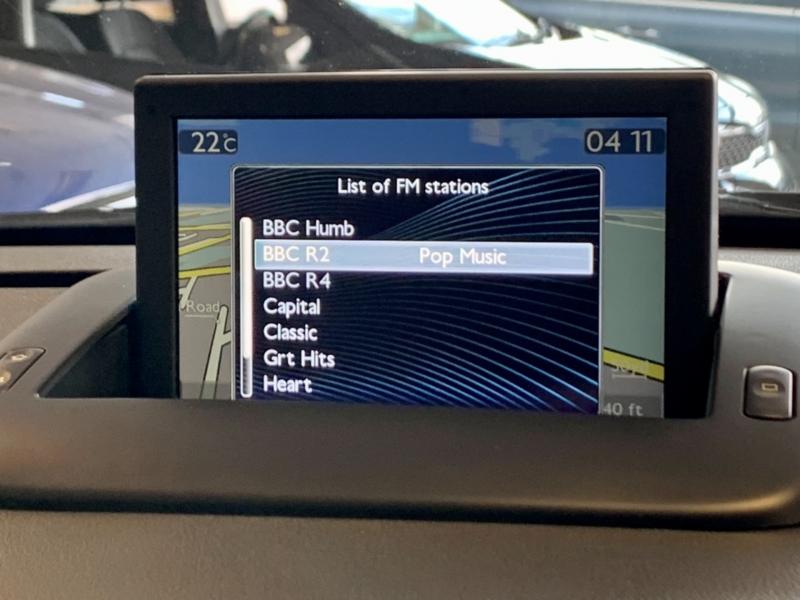 22°C
04 11
List of FM stations
BBC Humb
BBC R2 Pop Music
BBC R4
Capital
Classic
Grt Hits
Heart
Road
40 ft